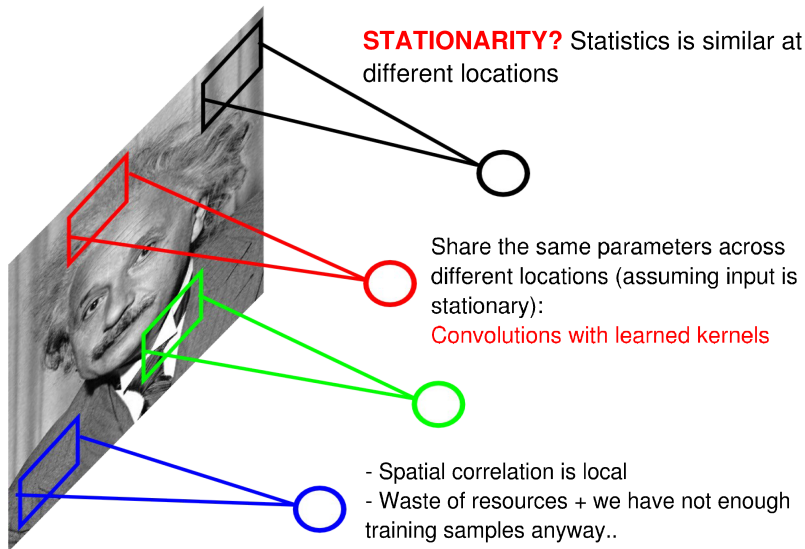 STATIONARITY? Statistics is similar at
different locations
Share the same parameters across
different locations (assuming input is
stationary):
Convolutions with learned kernels
- Spatial correlation is local
- Waste of resources + we have not enough
training samples anyway..